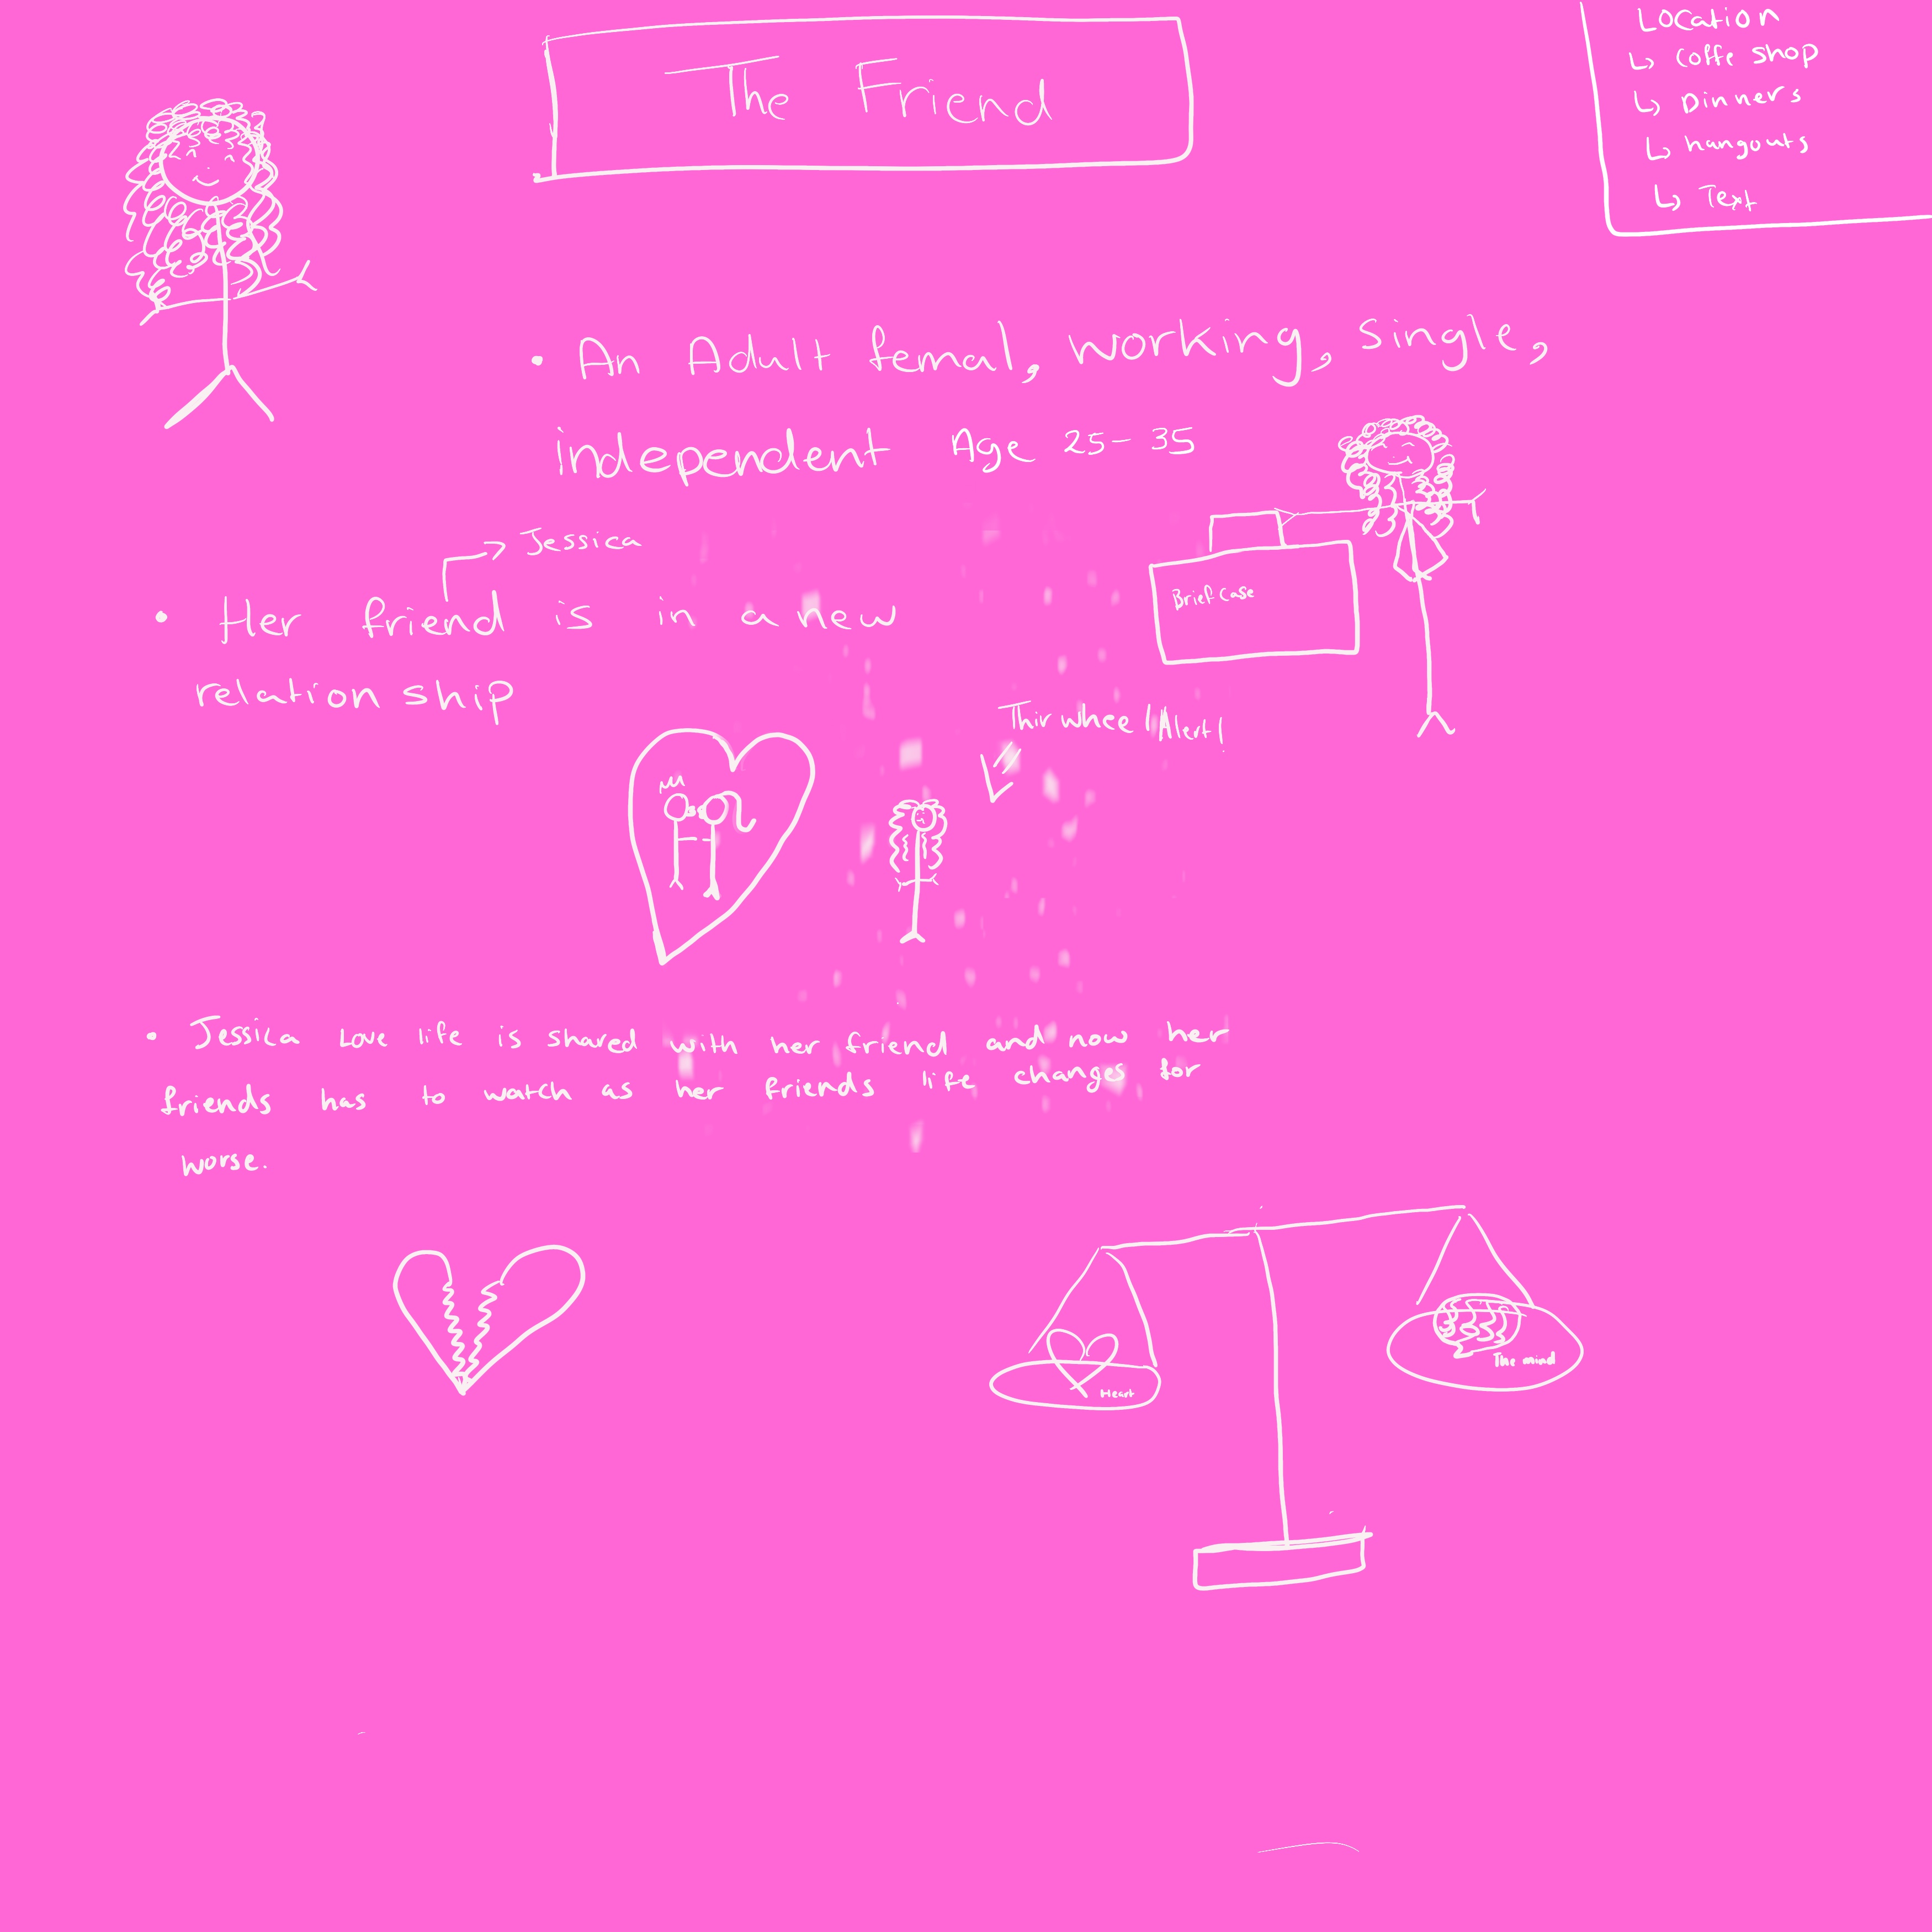 The Friend
Location
↳ Coffe shop
↳ Dinners
↳ hangouts
↳ Text
• An Adult femal, working, single,
independent Age 25-35
Brief case
→ Jessica
• Her friend is in a new
relationship
Thir wheel Alert!
• Jessica Love life is shared with her friend and now her
friends has to watch as her friends life changes for
worse.
Heart
The mind